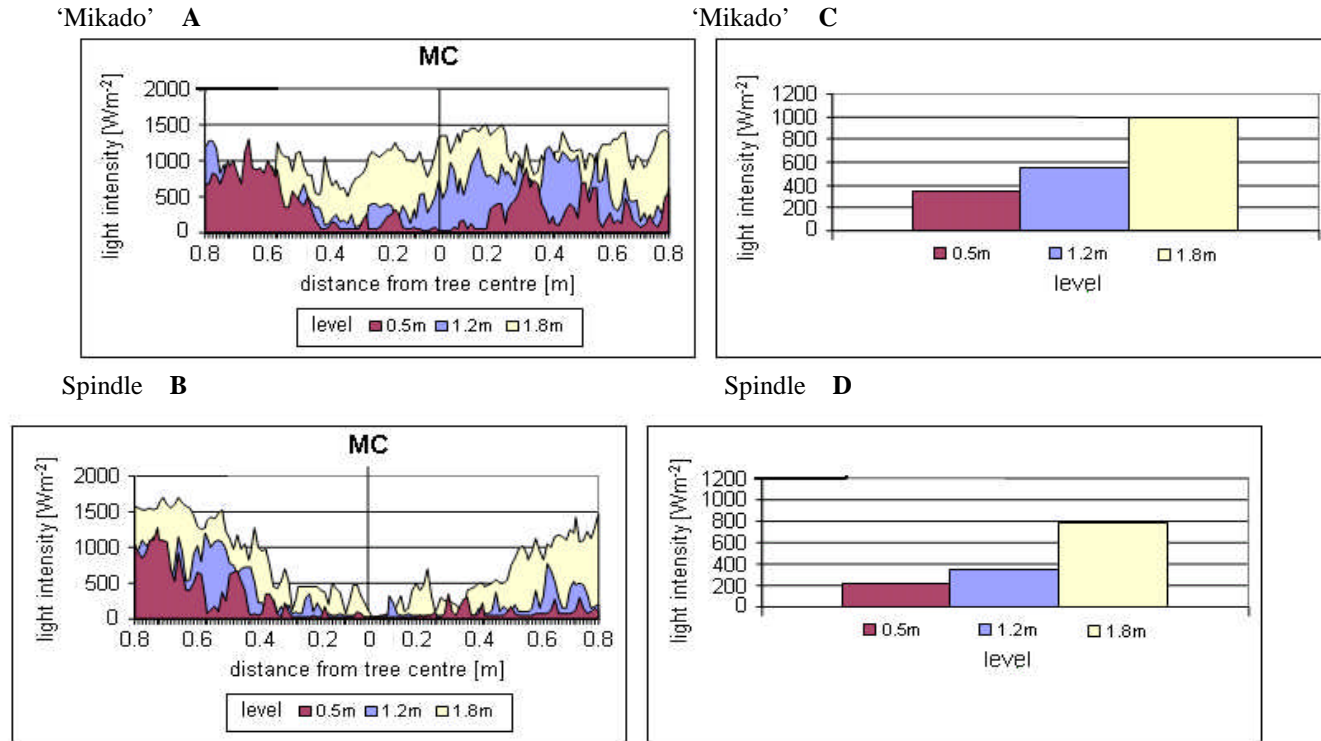 ‘Mikado’ A
MC
light intensity [Wm-2]
2000
1500
1000
500
0
0.8 0.6 0.4 0.2 0 0.2 0.4 0.6 0.8
distance from tree centre [m]
level 0.5m 1.2m 1.8m
‘Mikado’ C
light intensity [Wm-2]
1200
1000
800
600
400
200
0
0.5m 1.2m 1.8m
level
Spindle B
MC
light intensity [Wm-2]
2000
1500
1000
500
0
0.8 0.6 0.4 0.2 0 0.2 0.4 0.6 0.8
distance from tree centre [m]
level 0.5m 1.2m 1.8m
Spindle D
light intensity [Wm-2]
1200
1000
800
600
400
200
0
0.5m 1.2m 1.8m
level